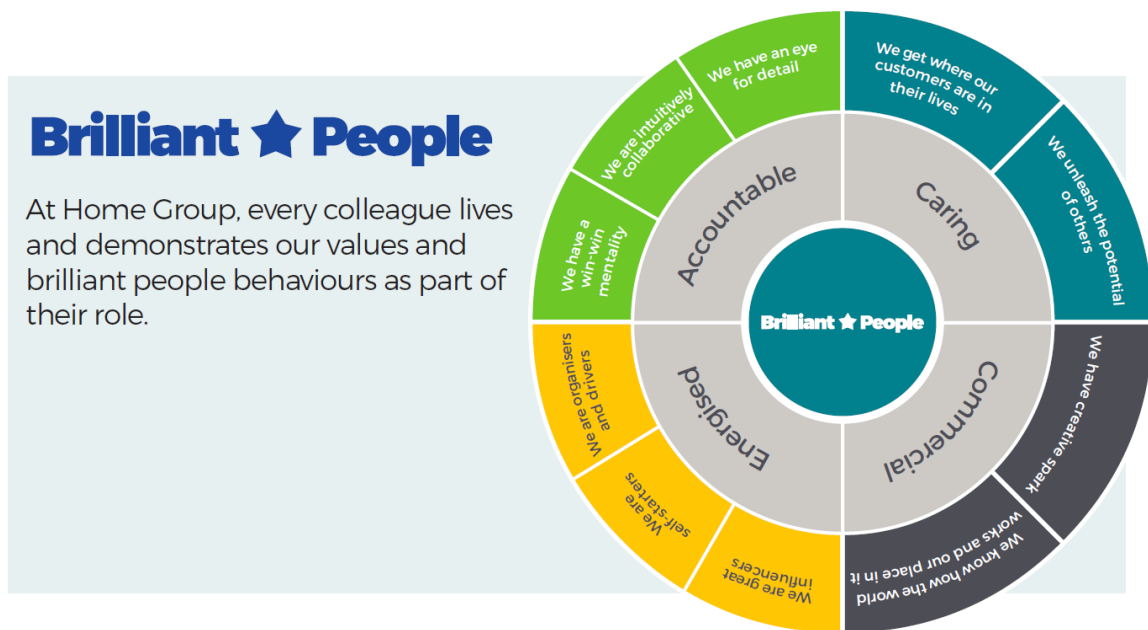 Brilliant ★ People
At Home Group, every colleague lives
and demonstrates our values and
brilliant people behaviours as part of
their role.
We have an eye
for detail
We are intuitively
collaborative
We have a
win-win
mentality
Accountable
We get where our
customers are in
their lives
We unleash the potential
of others
Caring
Brilliant ★ People
We have creative spark
We know how the world
works and our place in it
Commercial
We are organisers
and drivers
We are
self-starters
We are great
influencers
Energised